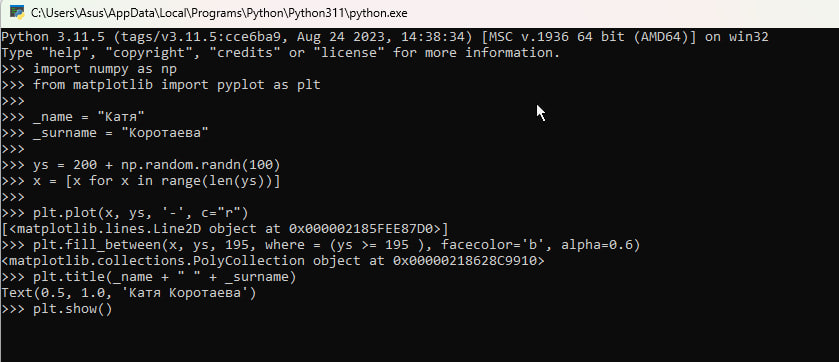 C:\Users\Asus\AppData\Local\Programs\Python\Python311\python.exe
Python 3.11.5 (tags/v3.11.5:cce6ba9, Aug 24 2023, 14:38:34) [MSC v.1936 64 bit (AMD64)] on win32
Type "help", "copyright", "credits" or "license" for more information.
>>> import numpy as np
>>> from matplotlib import pyplot as plt
>>>
>>> _name = "Катя"
>>> _surname = "Коротаева"
>>>
>>> ys = 200 + np.random.randn(100)
>>> x = [x for x in range(len(ys))]
>>>
>>> plt.plot(x, ys, '-', c="r")
[<matplotlib.lines.Line2D object at 0x000002185FEE87D0>]
>>> plt.fill_between(x, ys, 195, where = (ys >= 195 ), facecolor='b', alpha=0.6)
<matplotlib.collections.PolyCollection object at 0x00000218628C9910>
>>> plt.title(_name + " " + _surname)
Text(0.5, 1.0, 'Катя Коротаева')
>>> plt.show()